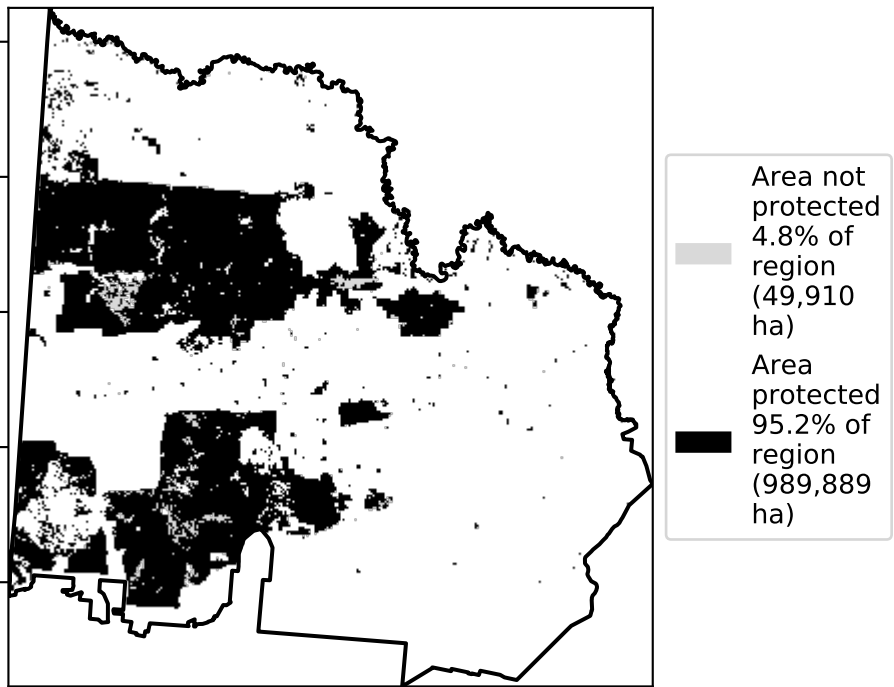 Area not
protected
4.8% of
region
(49,910
ha)
Area
protected
95.2% of
region
(989,889
ha)